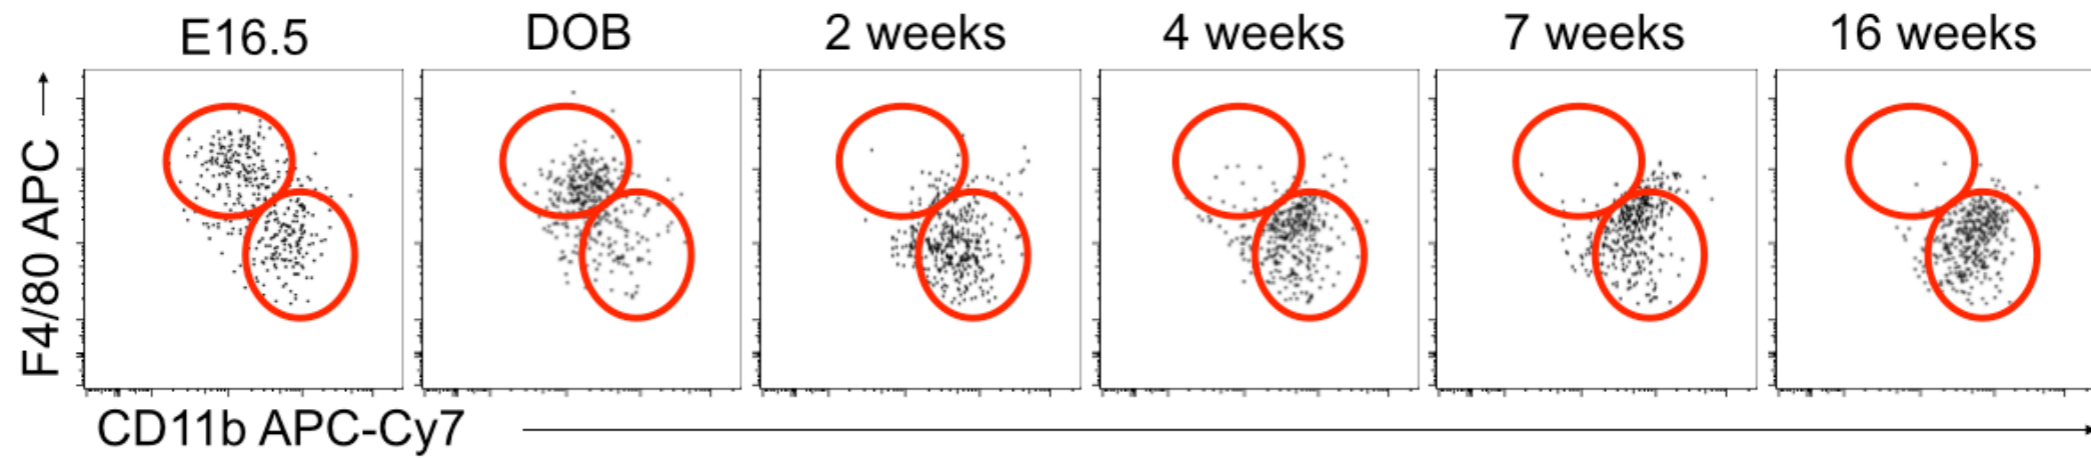 E16.5 DOB 2 weeks 4 weeks 7 weeks 16 weeks
F4/80 APC
CD11b APC-Cy7